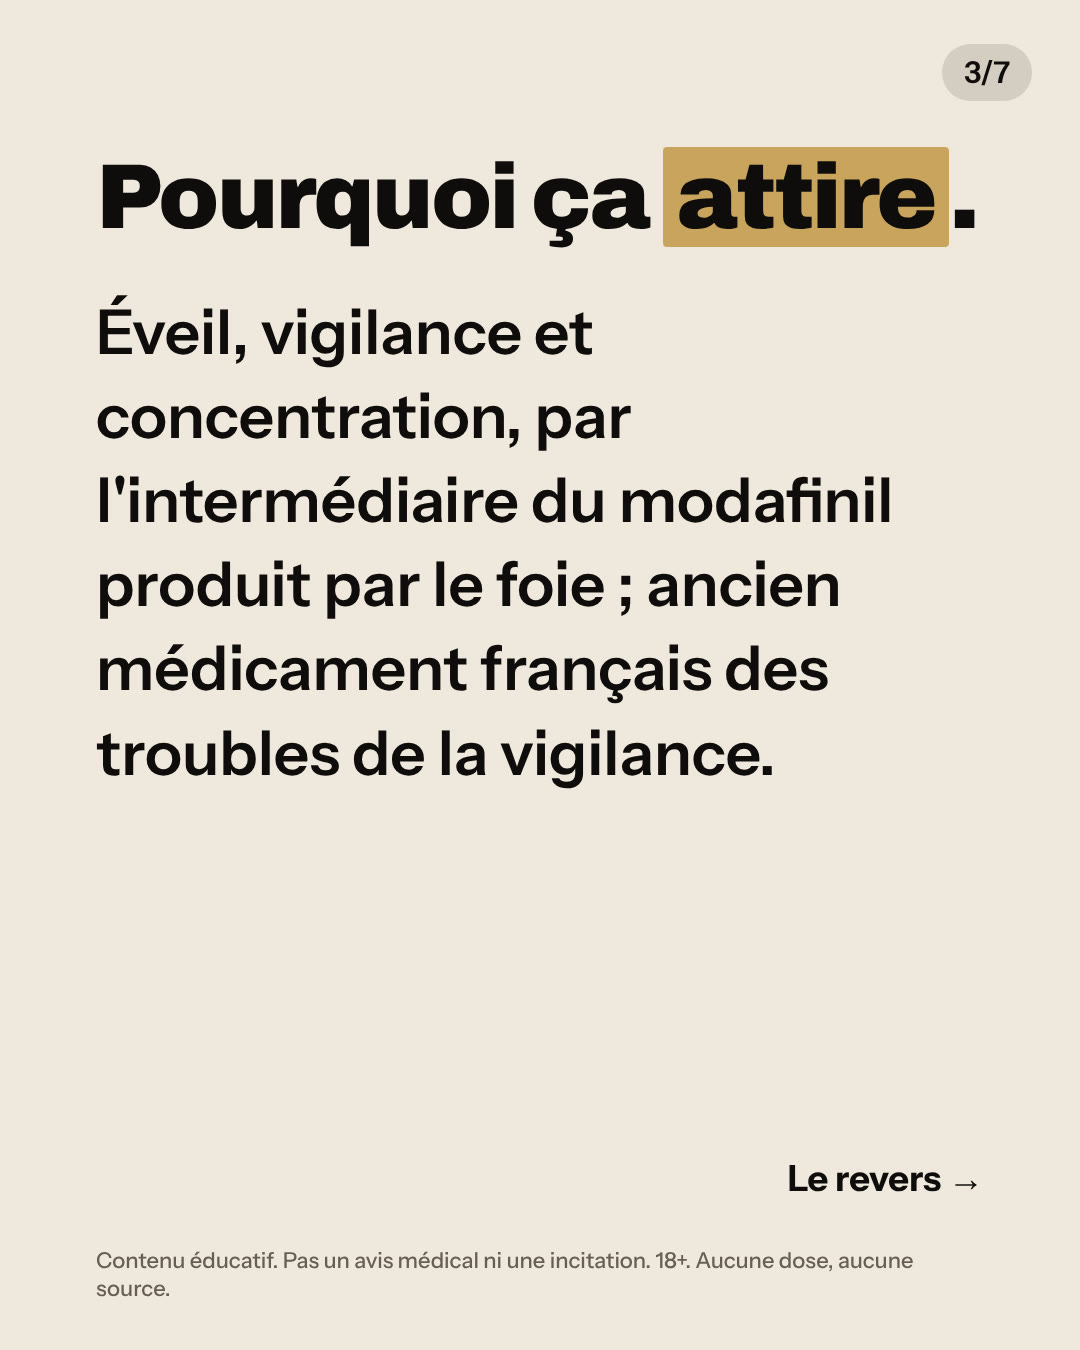 3/7
Pourquoi ça attire.
Éveil, vigilance et
concentration, par
l'intermédiaire du modafinil
produit par le foie ; ancien
médicament français des
troubles de la vigilance.
Le revers →
Contenu éducatif. Pas un avis médical ni une incitation. 18+. Aucune dose, aucune
source.